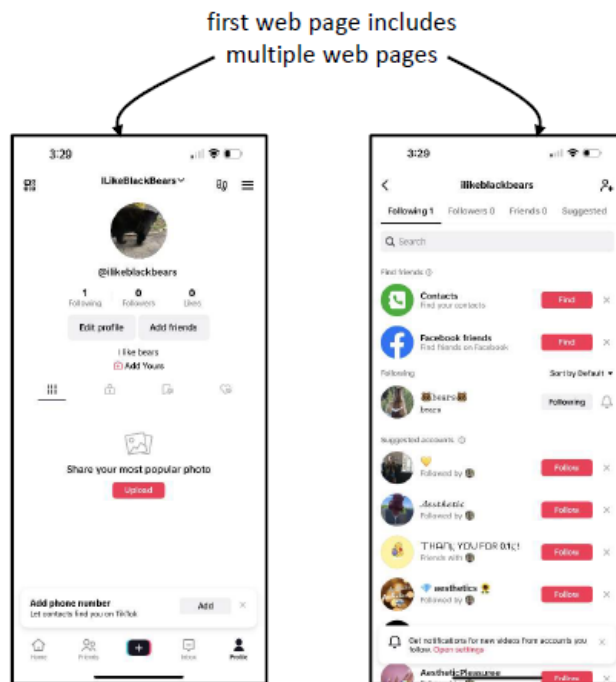 first web page includes
multiple web pages
3:29
ILikeBlackBears
@ilikeblackbears
1 0 0
Following Followers Likes
Edit profile Add friends
I like bears
Add Yours
Share your most popular photo
Upload
Add phone number
Let contacts find you on TikTok
Add
Home Friends Inbox Profile
3:29
ilikeblackbears
Following 1 Followers 0 Friends 0 Suggested
Search
Find friends
Contacts
Find your contacts
Find
Facebook friends
Find friends on Facebook
Find
Following Sort by Default
🐻bears🐻
bears
Following
Suggested accounts
💛
Followed by
Follow
Aesthetic
Followed by
Follow
THANK YOU FOR 0.1k!
Friends with
Follow
💎 aesthetics 🌻
Followed by
Follow
Get notifications for new videos from accounts you
follow. Open settings
AestheticPleasuree
Follow